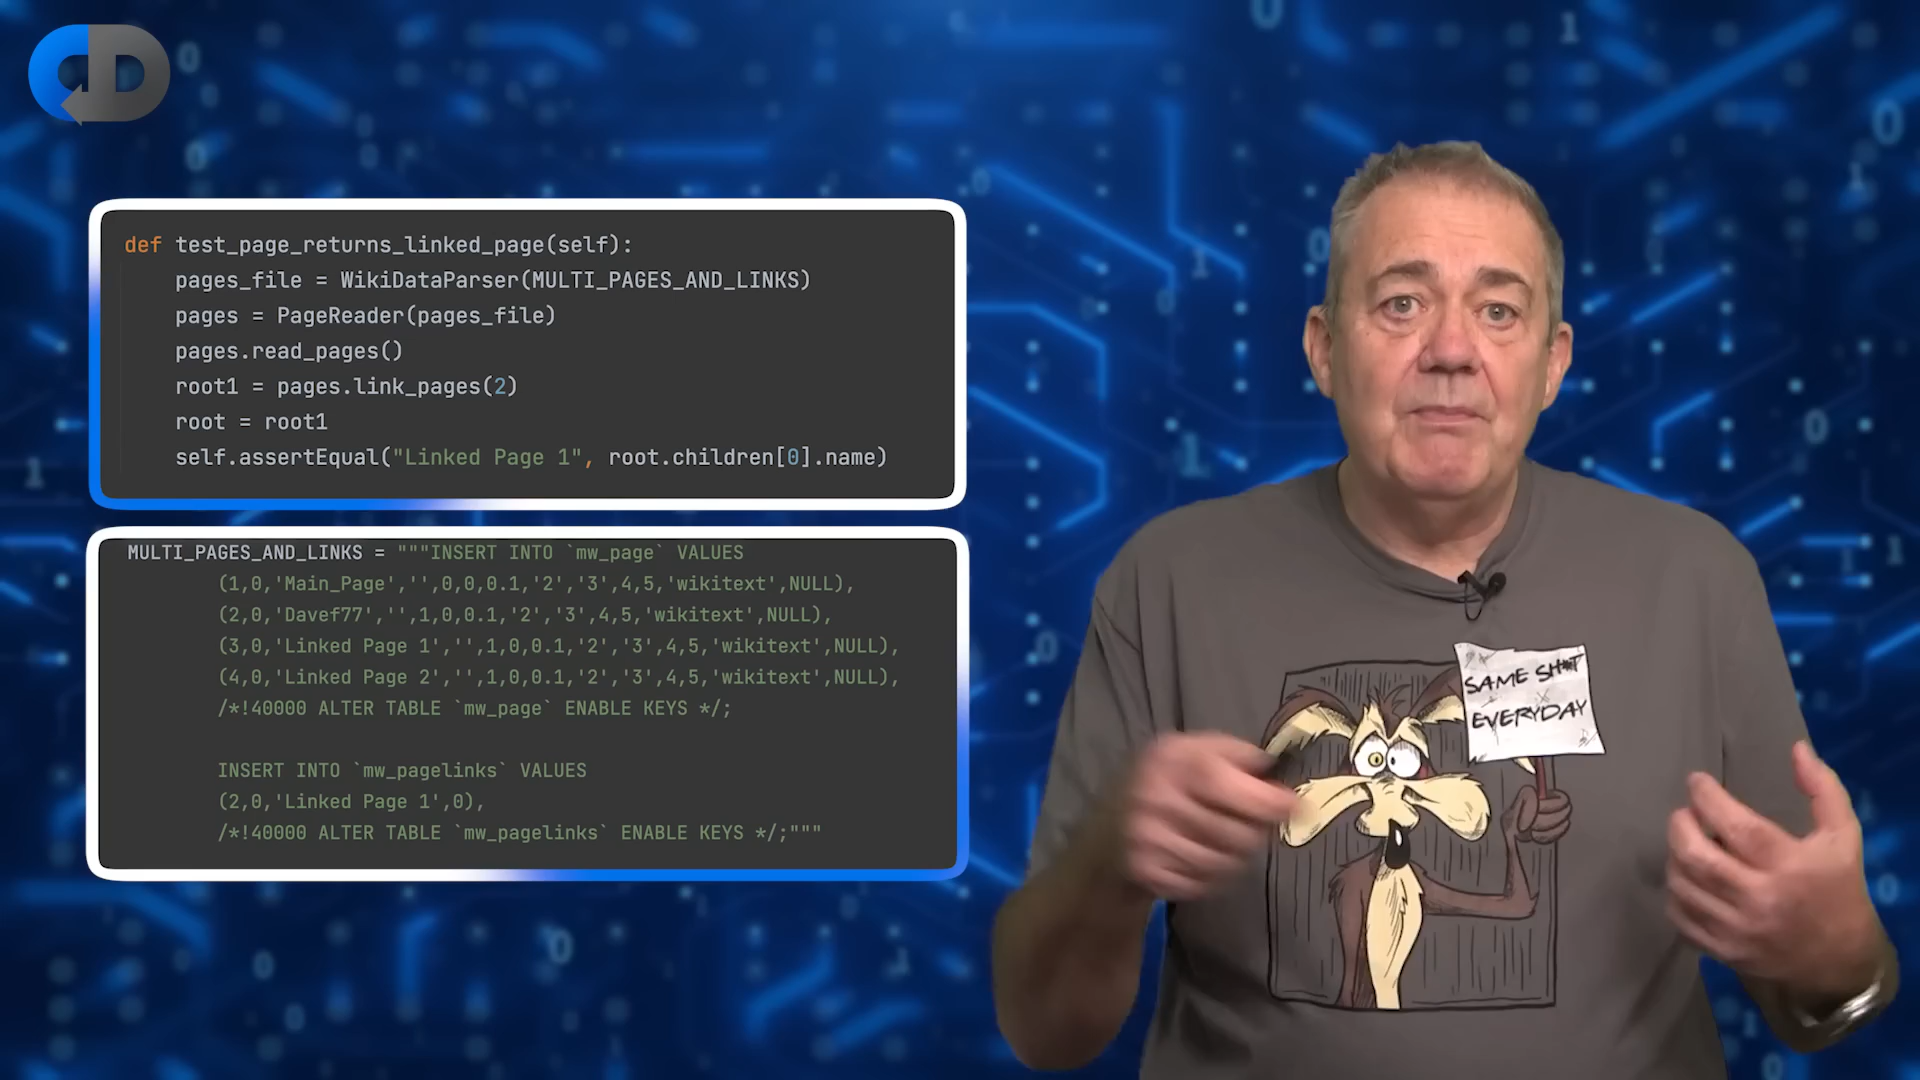 CD
def test_page_returns_linked_page(self):
pages_file = WikiDataParser(MULTI_PAGES_AND_LINKS)
pages = PageReader(pages_file)
pages.read_pages()
root1 = pages.link_pages(2)
root = root1
self.assertEqual("Linked Page 1", root.children[0].name)
MULTI_PAGES_AND_LINKS = """INSERT INTO `mw_page` VALUES
(1,0,'Main_Page','',0,0,0.1,'2','3',4,5,'wikitext',NULL),
(2,0,'Davef77','',1,0,0.1,'2','3',4,5,'wikitext',NULL),
(3,0,'Linked Page 1','',1,0,0.1,'2','3',4,5,'wikitext',NULL),
(4,0,'Linked Page 2','',1,0,0.1,'2','3',4,5,'wikitext',NULL),
/*!40000 ALTER TABLE `mw_page` ENABLE KEYS */;
INSERT INTO `mw_pagelinks` VALUES
(2,0,'Linked Page 1',0),
/*!40000 ALTER TABLE `mw_pagelinks` ENABLE KEYS */;"""
SAME SH*T
EVERYDAY